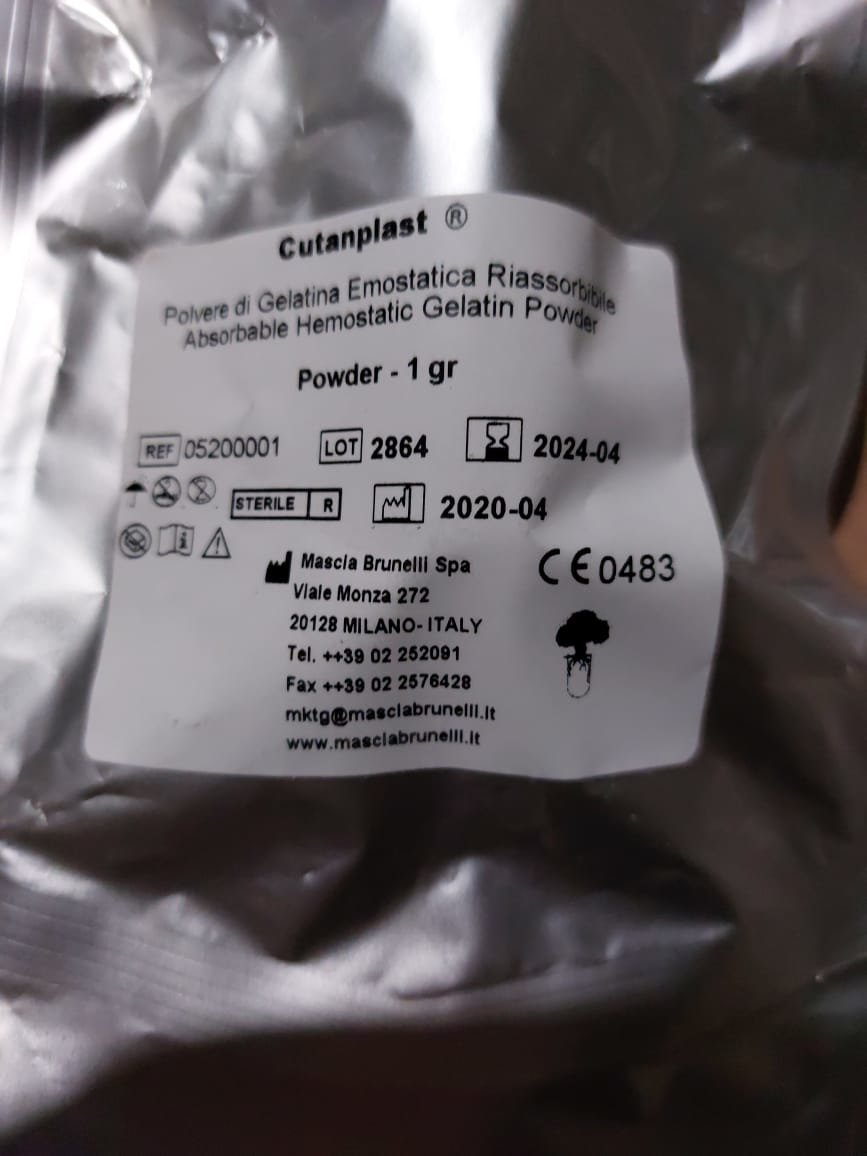 Cutanplast ®
Polvere di Gelatina Emostatica Riassorbibile
Absorbable Hemostatic Gelatin Powder
Powder - 1 gr
REF 05200001 LOT 2864 2024-04
STERILE R 2020-04
Mascia Brunelli Spa
Viale Monza 272
20128 MILANO- ITALY
Tel. ++39 02 252091
Fax ++39 02 2576428
mktg@masciabrunelli.it
www.masciabrunelli.it
CE 0483